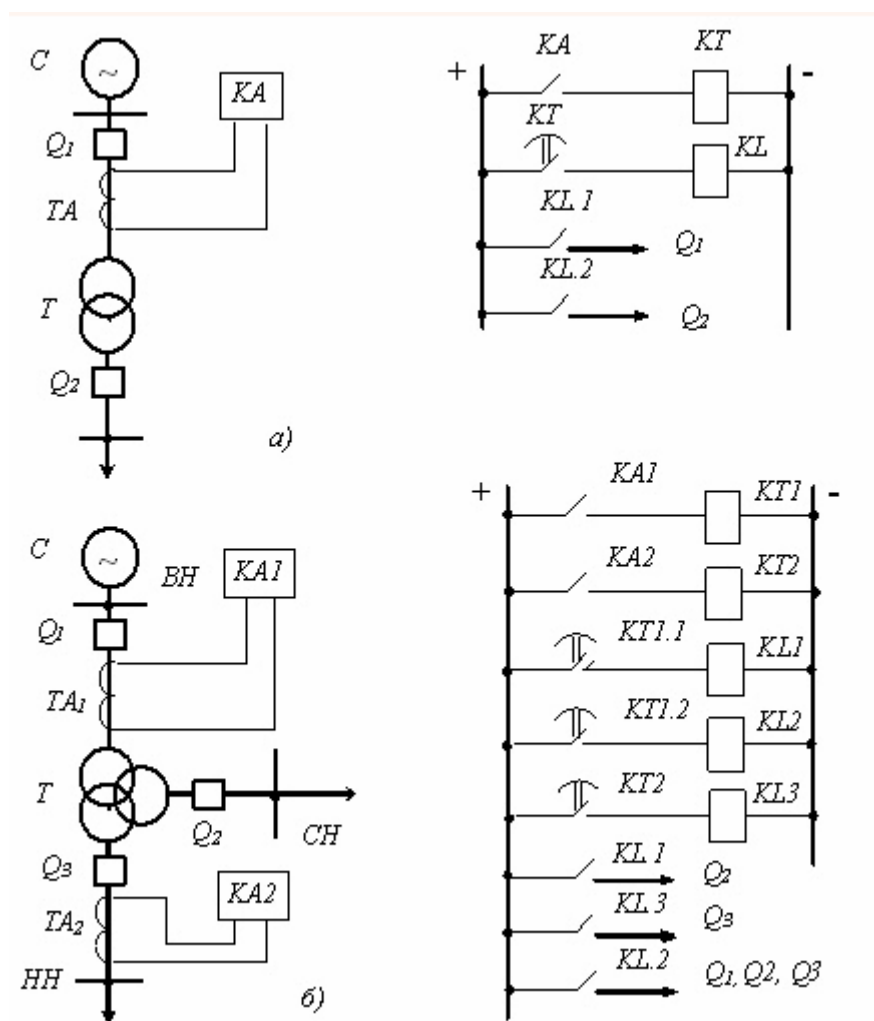 С
KA
Q1
TA
T
Q2
а)
+
KA
KT
-
KT
KL
KL 1
Q1
KL.2
Q2
С
ВН
KA1
Q1
TA1
T
Q2
СН
Q3
TA2
KA2
НН
б)
+
KA1
KT1
-
KA2
KT2
KT1.1
KL1
KT1.2
KL2
KT2
KL3
KL 1
Q2
KL 3
Q3
KL.2
Q1, Q2, Q3